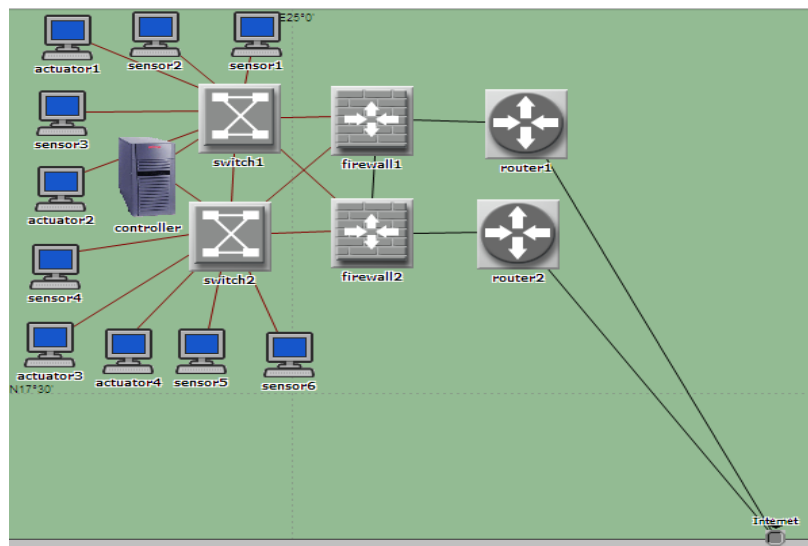 E25°0'
actuator1
sensor2
sensor1
sensor3
switch1
firewall1
router1
actuator2
controller
switch2
firewall2
router2
sensor4
actuator3
actuator4
sensor5
sensor6
N17°30'
Internet